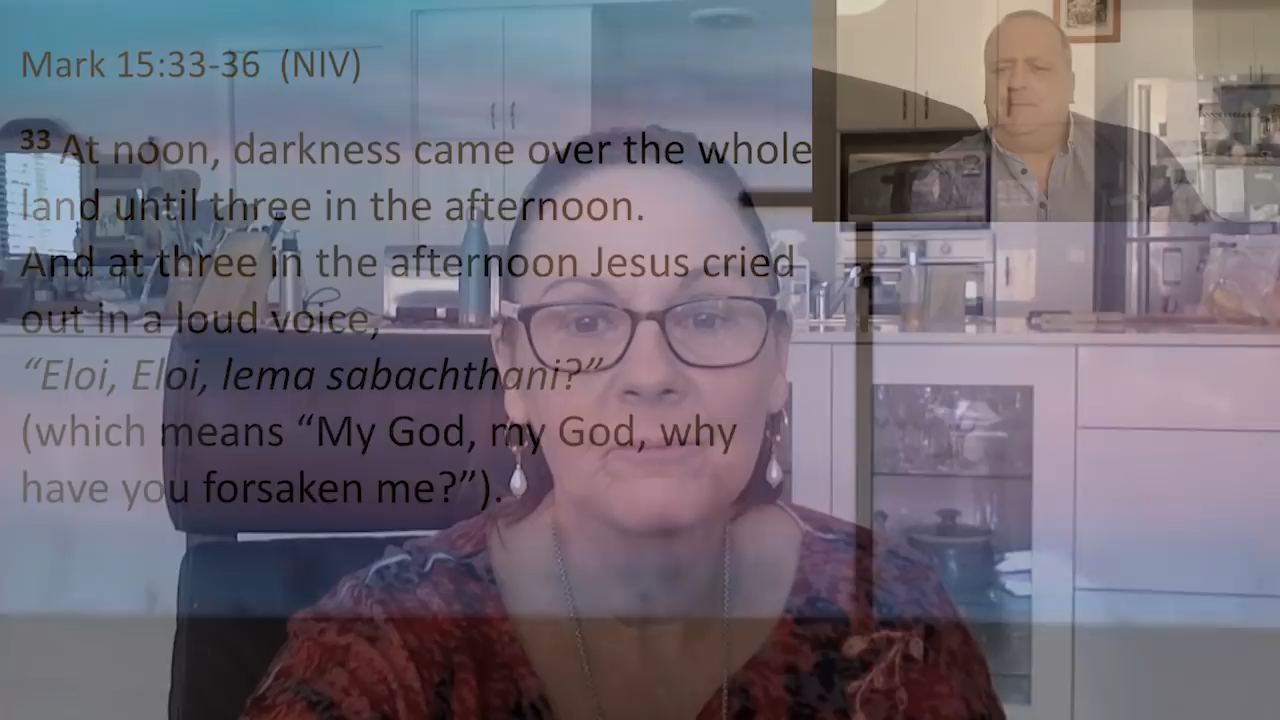 Mark 15:33-36 (NIV)
33 At noon, darkness came over the whole
land until three in the afternoon.
And at three in the afternoon Jesus cried
out in a loud voice,
“Eloi, Eloi, lema sabachthani?”
(which means “My God, my God, why
have you forsaken me?”).